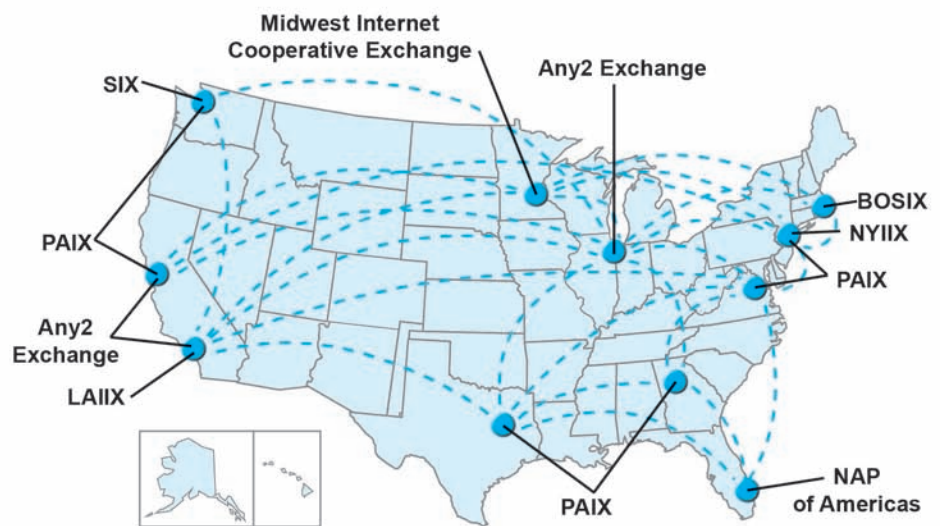 Midwest Internet
Cooperative Exchange
Any2 Exchange
SIX
BOSIX
NYIIX
PAIX
PAIX
Any2
Exchange
LAIIX
PAIX
NAP
of Americas